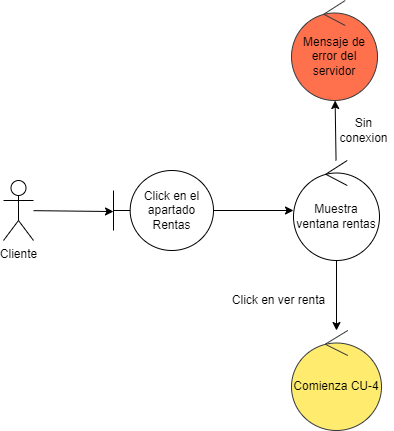 Mensaje de
error del
servidor
Sin
conexion
Click en el
apartado
Rentas
Muestra
ventana rentas
Cliente
Click en ver renta
Comienza CU-4